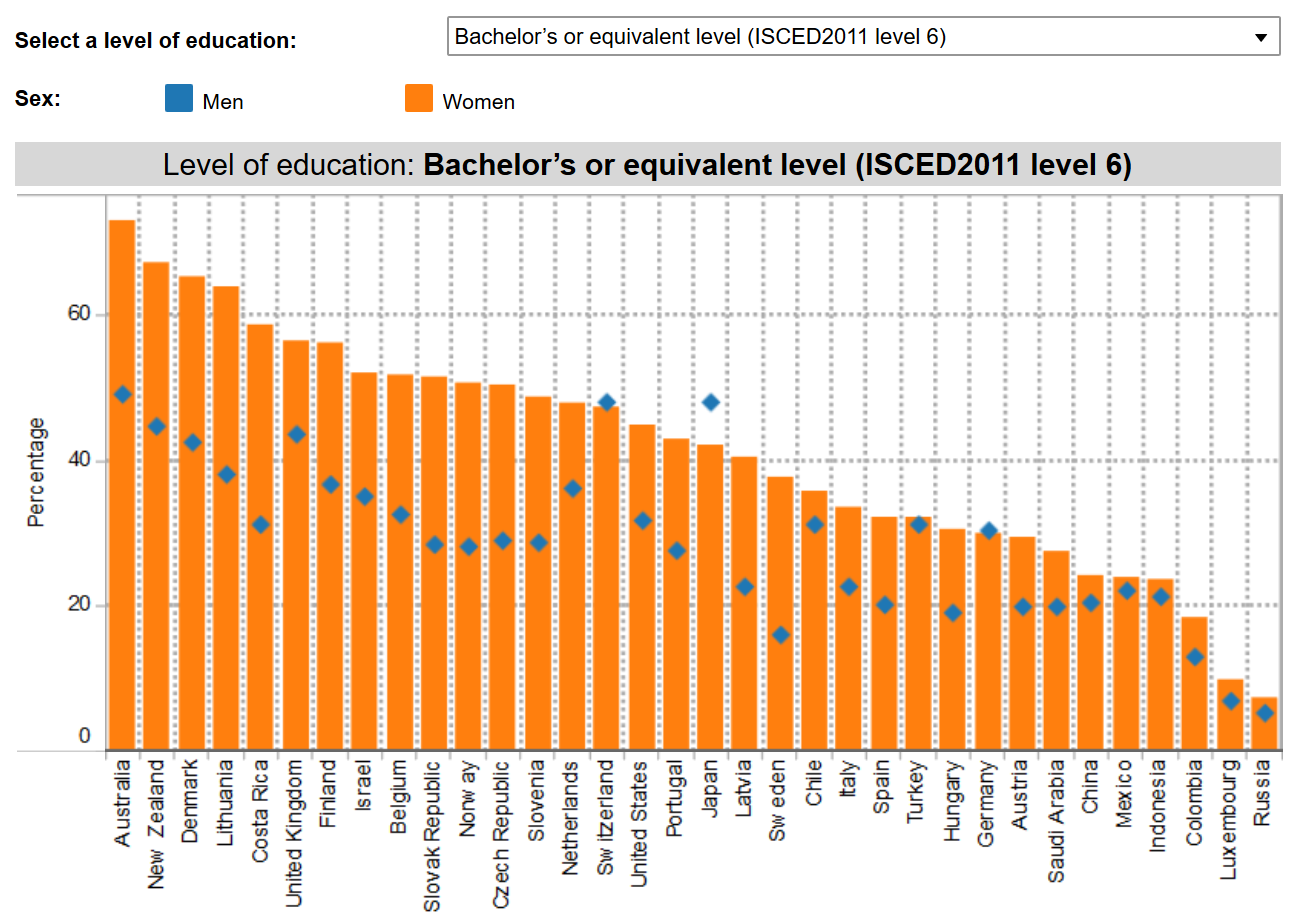 Select a level of education:
Bachelor’s or equivalent level (ISCED2011 level 6)
Sex:
Men
Women
Level of education: Bachelor’s or equivalent level (ISCED2011 level 6)
Percentage
60
40
20
0
Australia
New Zealand
Denmark
Lithuania
Costa Rica
United Kingdom
Finland
Israel
Belgium
Slovak Republic
Norway
Czech Republic
Slovenia
Netherlands
Switzerland
United States
Portugal
Japan
Latvia
Sweden
Chile
Italy
Spain
Turkey
Hungary
Germany
Austria
Saudi Arabia
China
Mexico
Indonesia
Colombia
Luxembourg
Russia